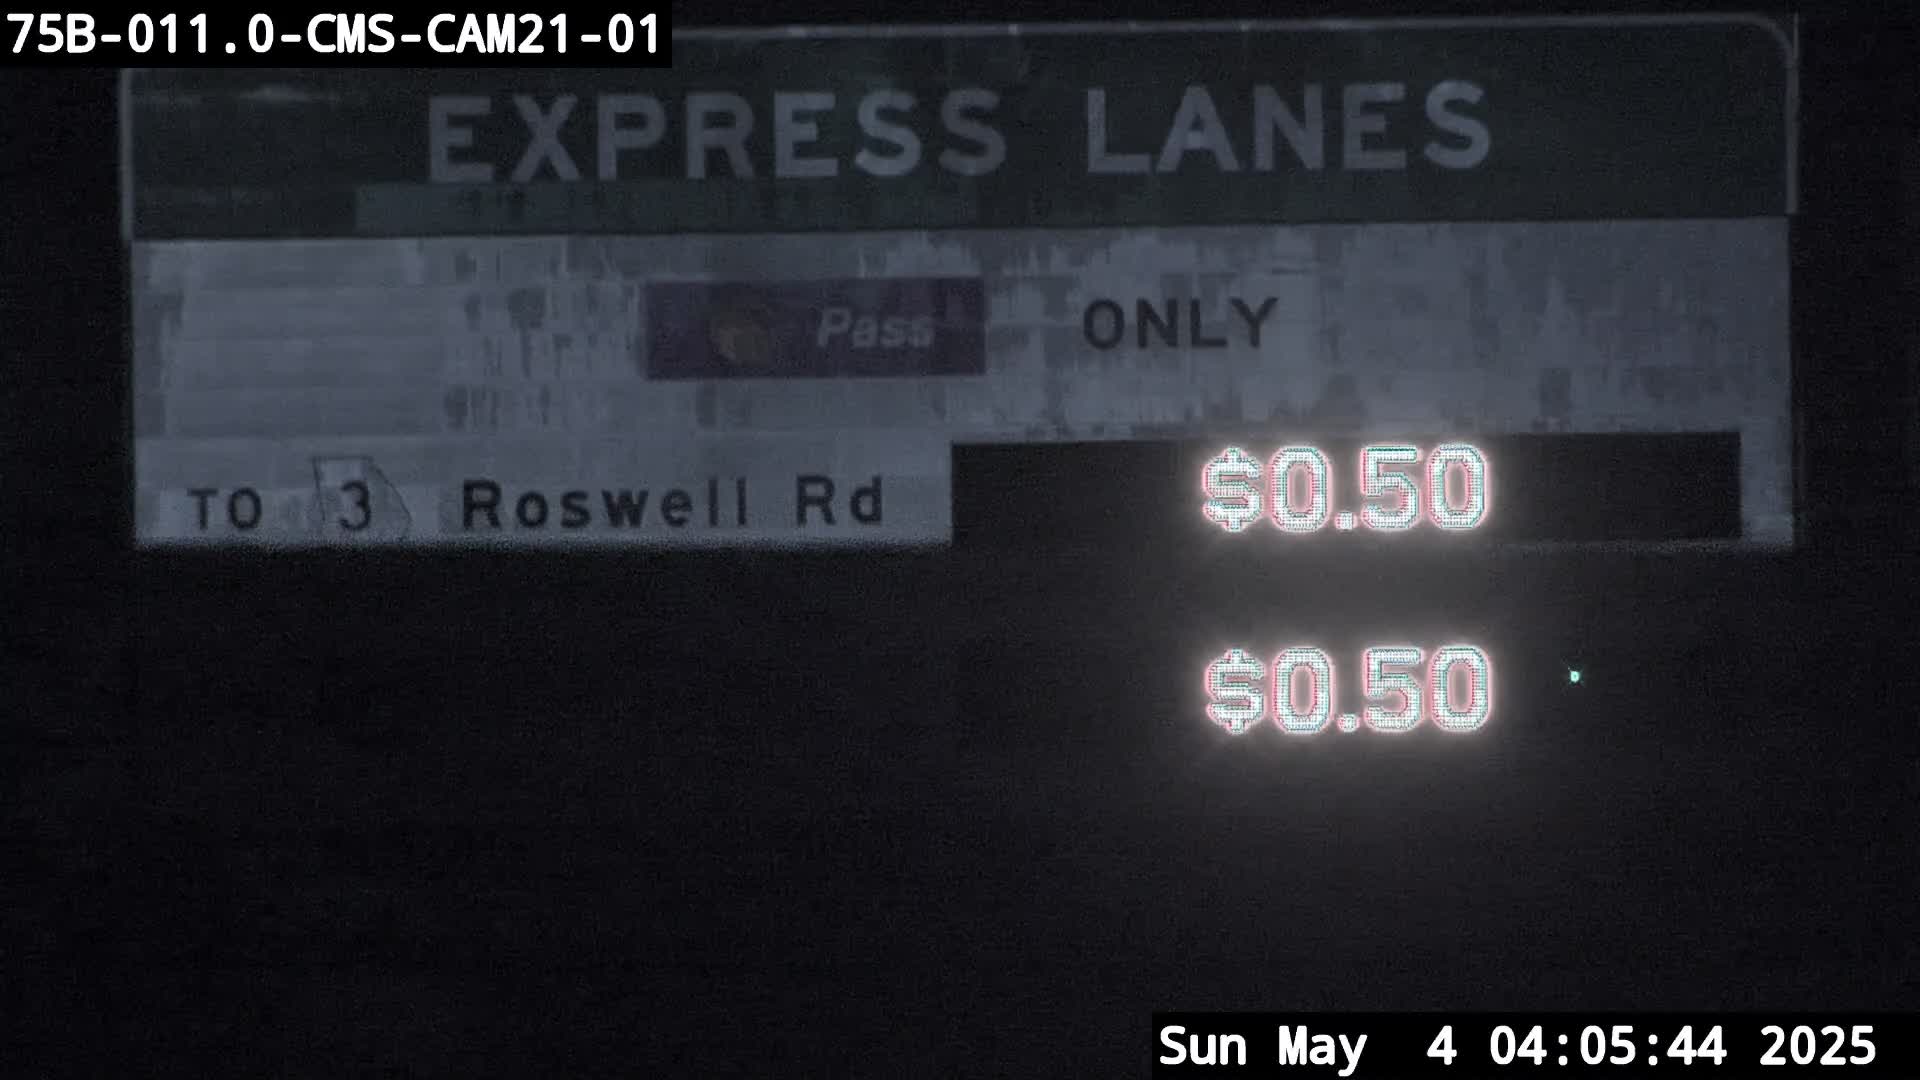 75B-011.0-CMS-CAM21-01
EXPRESS LANES
Pass ONLY
TO 3 Roswell Rd $0.50
$0.50
Sun May 4 04:05:44 2025